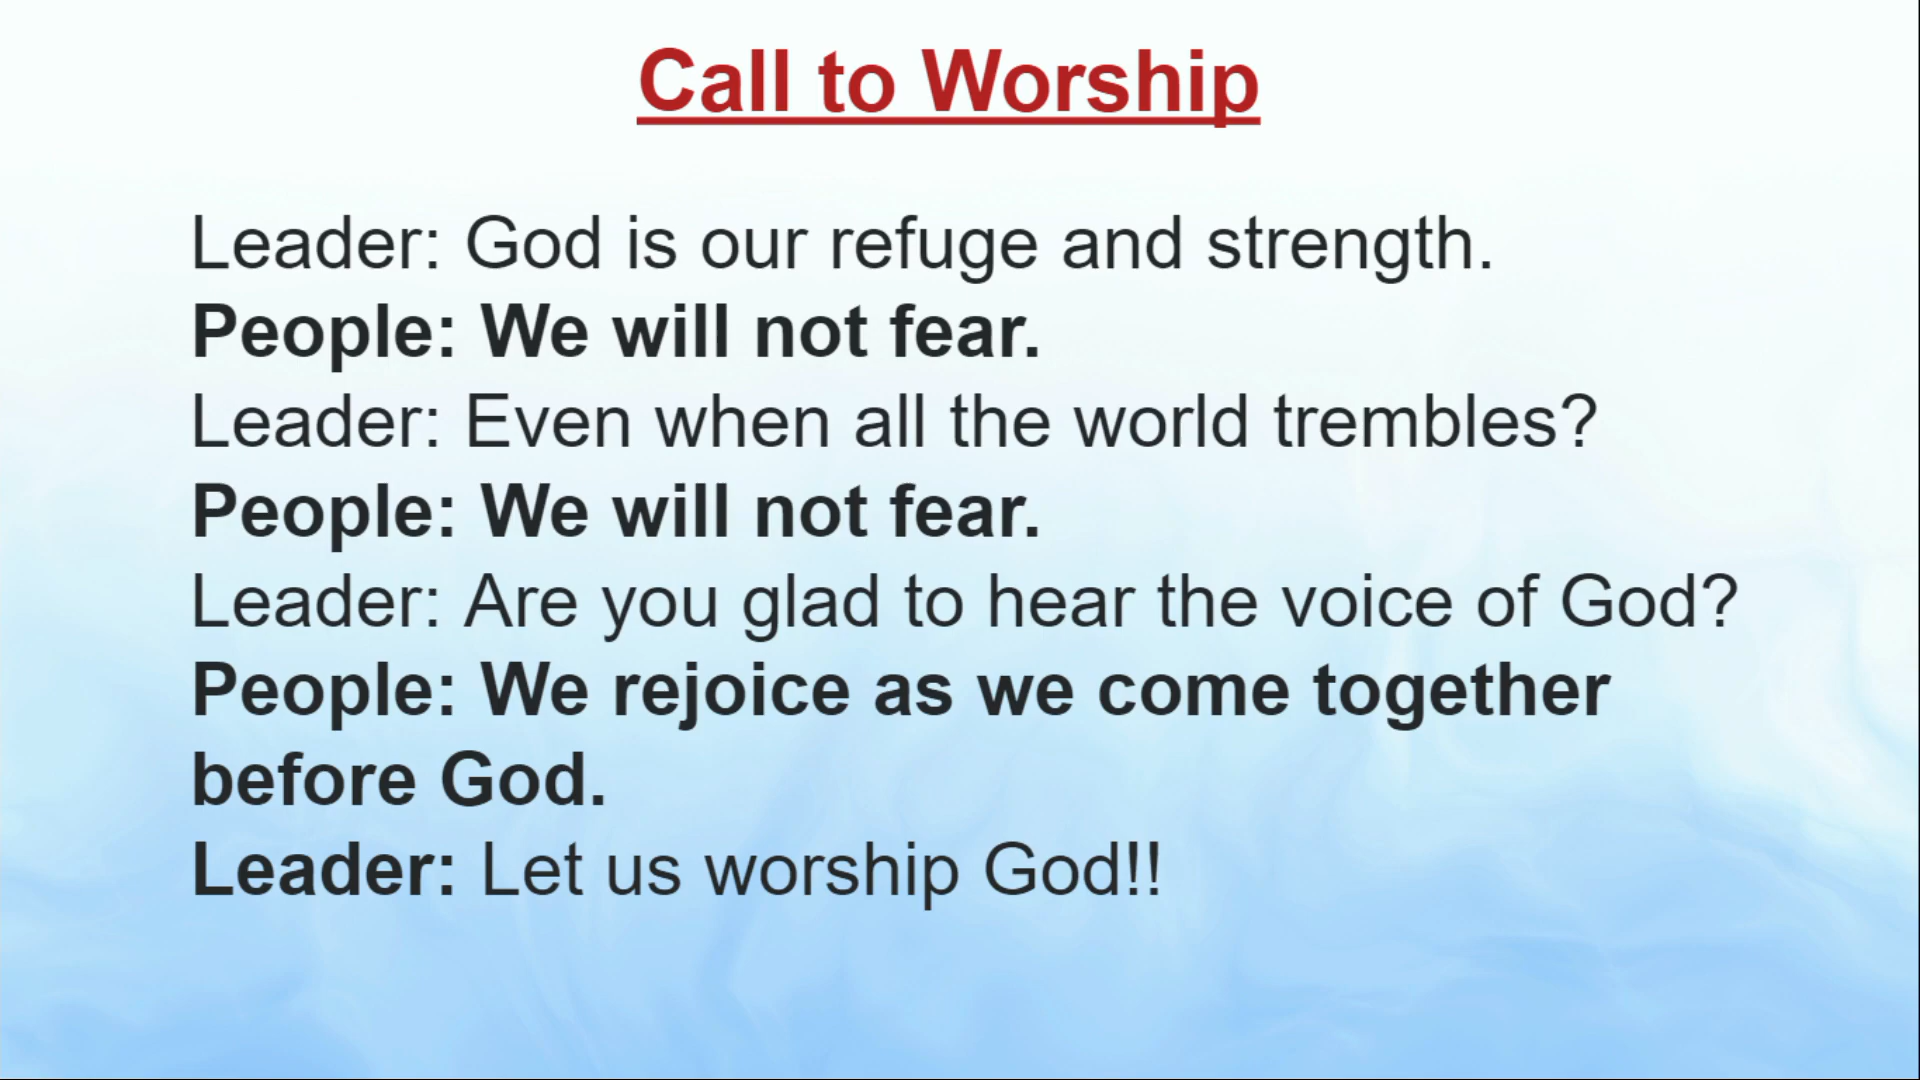 Call to Worship
Leader: God is our refuge and strength.
People: We will not fear.
Leader: Even when all the world trembles?
People: We will not fear.
Leader: Are you glad to hear the voice of God?
People: We rejoice as we come together
before God.
Leader: Let us worship God!!